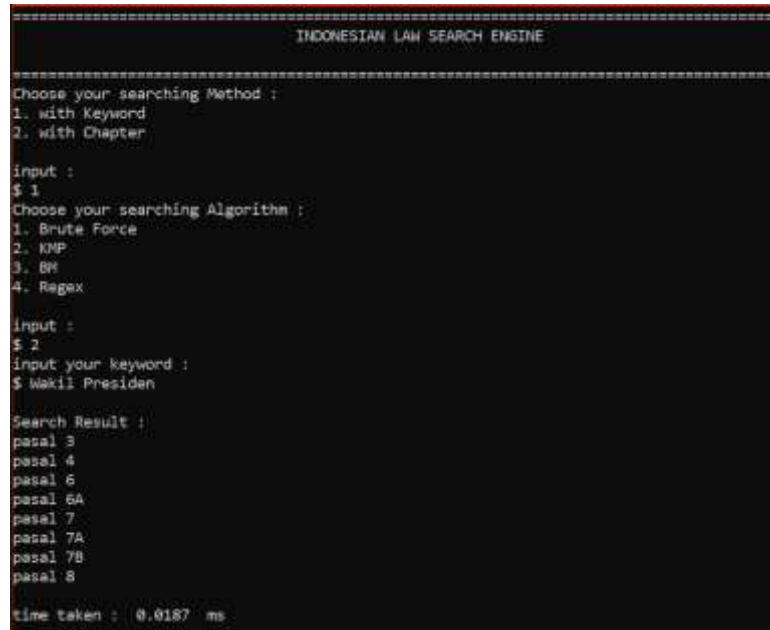 ================================================================================
INDONESIAN LAW SEARCH ENGINE
================================================================================
Choose your searching Method :
1. with Keyword
2. with Chapter
input :
$ 1
Choose your searching Algorithm :
1. Brute Force
2. KMP
3. BM
4. Regex
input :
$ 2
input your keyword :
$ Wakil Presiden
Search Result :
pasal 3
pasal 4
pasal 6
pasal 6A
pasal 7
pasal 7A
pasal 7B
pasal 8
time taken :  0.0187  ms